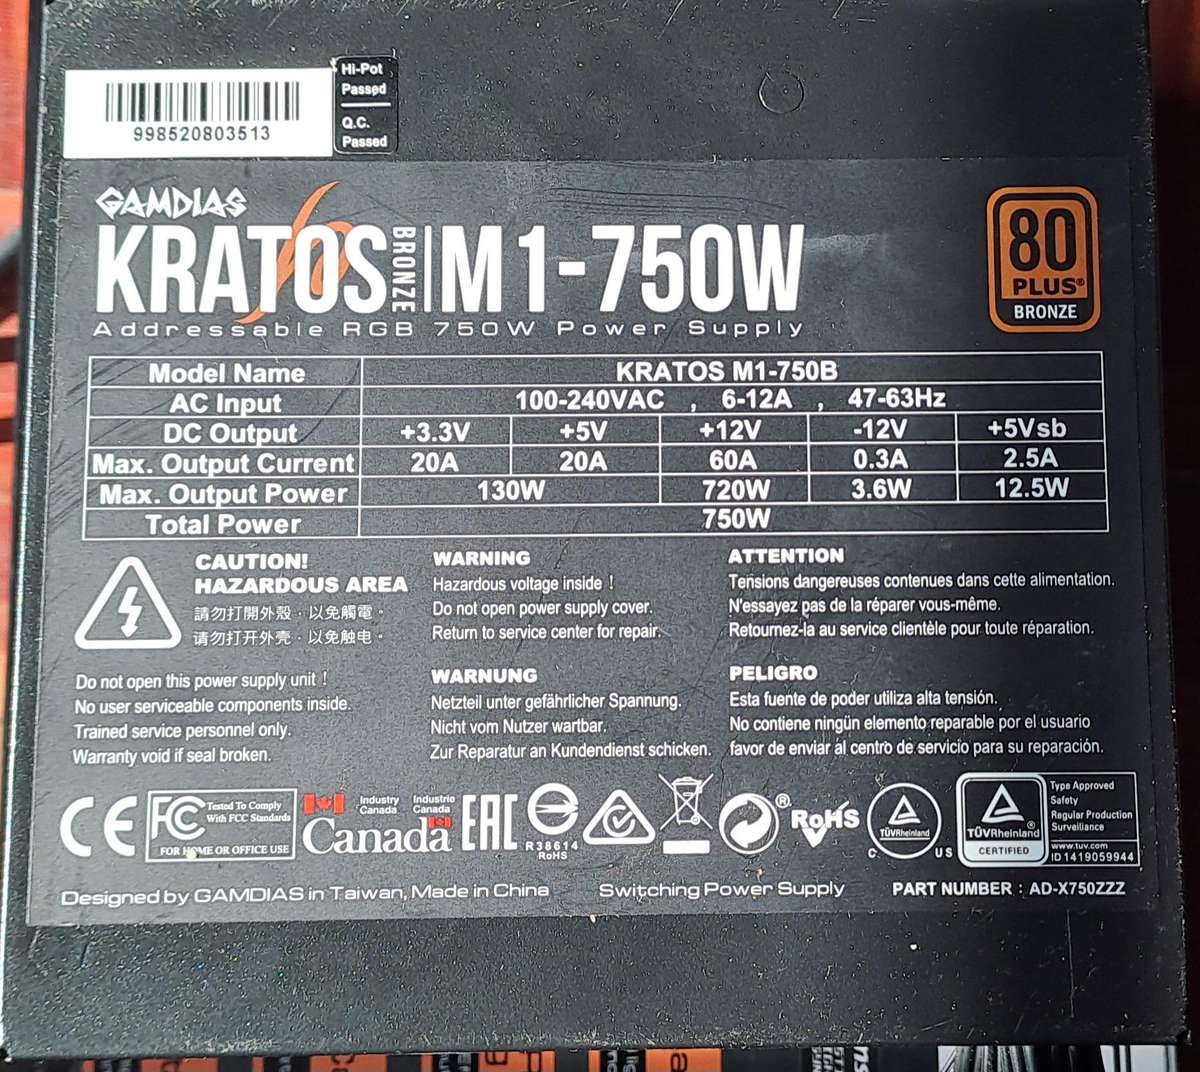 998520803513
Hi-Pot
Passed
Q.C.
Passed
GAMDIAS
KRATOS BRONZE M1-750W
Addressable RGB 750W Power Supply
80
PLUS®
BRONZE
Model Name KRATOS M1-750B
AC Input 100-240VAC , 6-12A , 47-63Hz
DC Output +3.3V +5V +12V -12V +5Vsb
Max. Output Current 20A 20A 60A 0.3A 2.5A
Max. Output Power 130W 720W 3.6W 12.5W
Total Power 750W
CAUTION!
HAZARDOUS AREA
請勿打開外殼，以免觸電。
请勿打开外壳，以免触电。
Do not open this power supply unit !
No user serviceable components inside.
Trained service personnel only.
Warranty void if seal broken.
WARNING
Hazardous voltage inside !
Do not open power supply cover.
Return to service center for repair.
WARNUNG
Netzteil unter gefährlicher Spannung.
Nicht vom Nutzer wartbar.
Zur Reparatur an Kundendienst schicken.
ATTENTION
Tensions dangereuses contenues dans cette alimentation.
N'essayez pas de la réparer vous-même.
Retournez-la au service clientèle pour toute réparation.
PELIGRO
Esta fuente de poder utiliza alta tensión.
No contiene ningún elemento reparable por el usuario
favor de enviar al centro de servicio para su reparación.
CE
FC Tested To Comply
With FCC Standards
FOR HOME OR OFFICE USE
Industry Canada
Industrie Canada
Canada
EAC
R38614
RoHS
®
RoHS
TÜVRheinland
C US
TÜVRheinland
CERTIFIED
Type Approved
Safety
Regular Production
Surveillance
www.tuv.com
ID 1419059944
Designed by GAMDIAS in Taiwan, Made in China
Switching Power Supply
PART NUMBER : AD-X750ZZZ